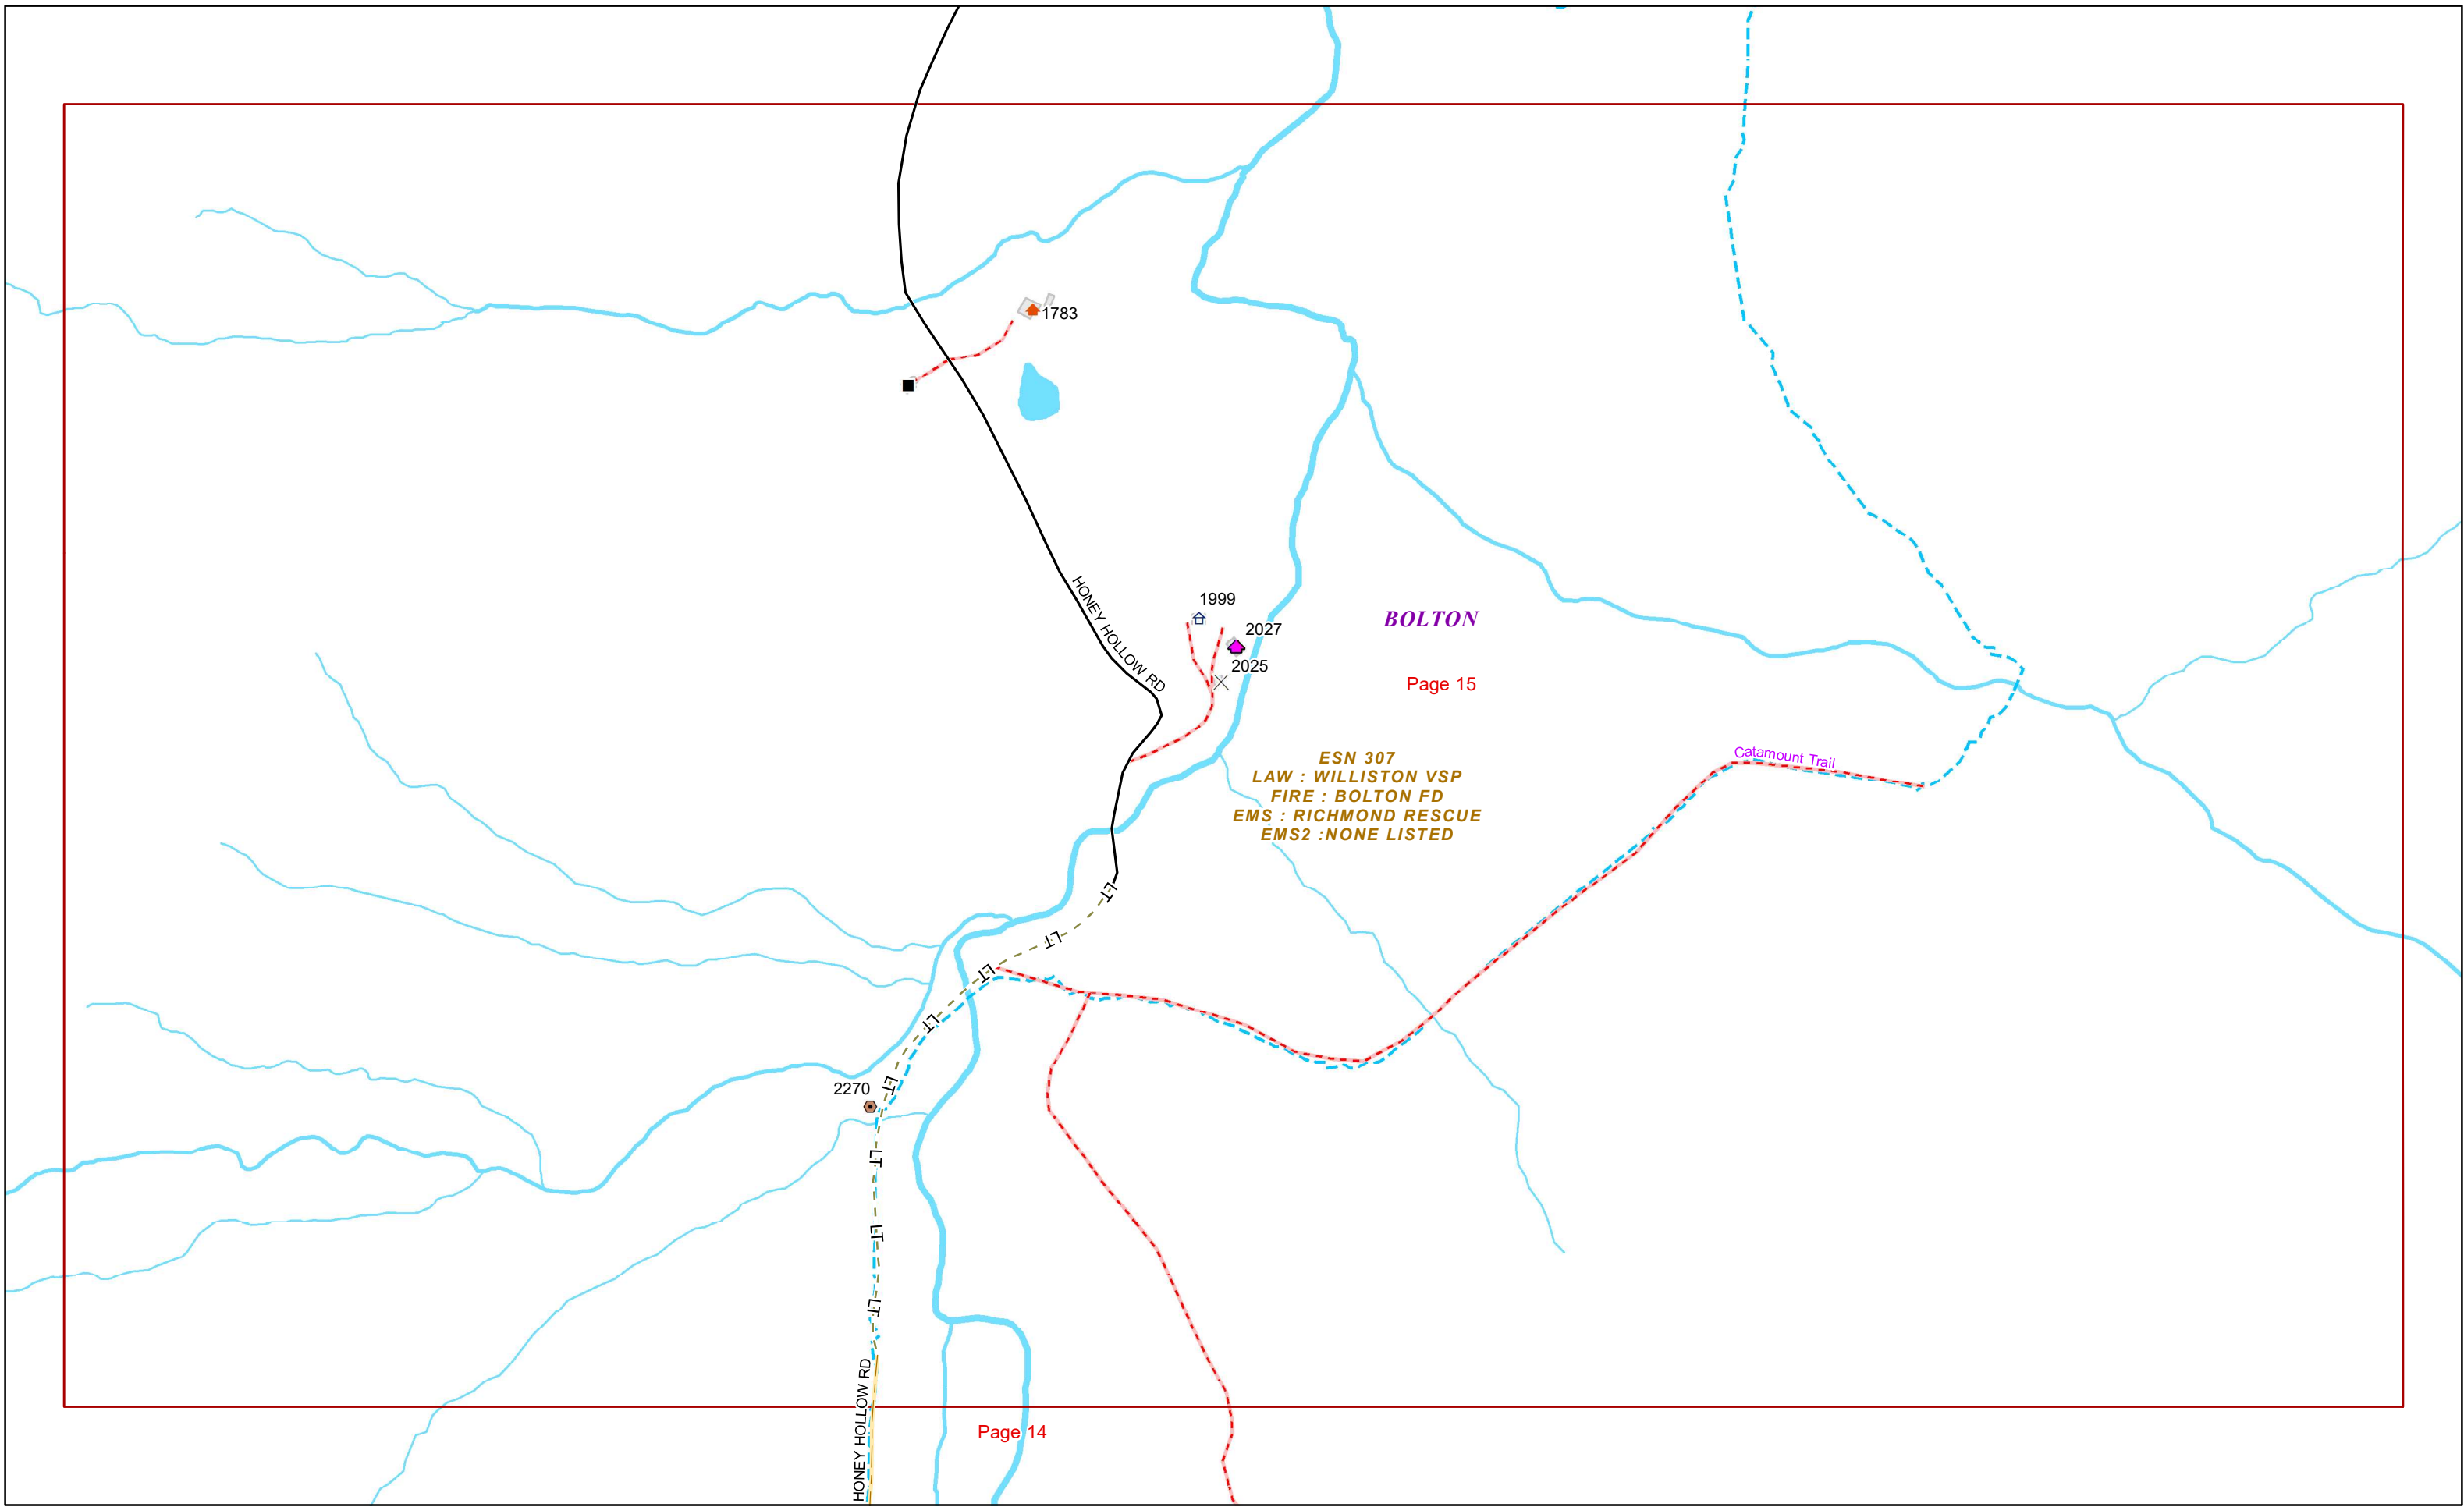 1783
HONEY HOLLOW RD
1999
2027
2025
BOLTON
Page 15
ESN 307
LAW : WILLISTON VSP
FIRE : BOLTON FD
EMS : RICHMOND RESCUE
EMS2 :NONE LISTED
Catamount Trail
LT
LT
LT
LT
LT
2270
LT
LT
LT
HONEY HOLLOW RD
Page 14